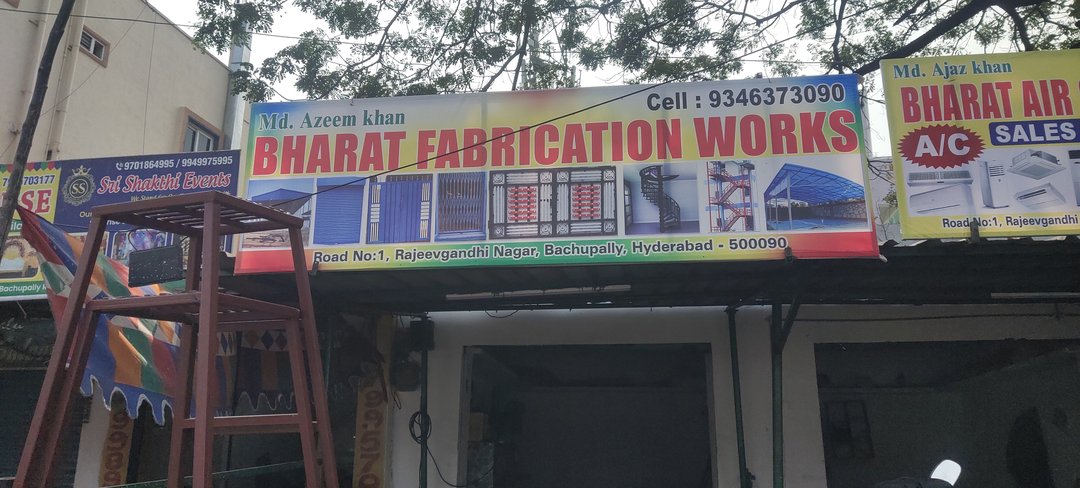 Md. Azeem khan
Cell : 9346373090
BHARAT FABRICATION WORKS
Road No:1, Rajeevgandhi Nagar, Bachupally, Hyderabad - 500090
Md. Ajaz khan
BHARAT AIR
A/C
SALES
Road No:1, Rajeevgandhi
9701864995 / 9949975995
SS
Sri Shakthi Events
Bachupally